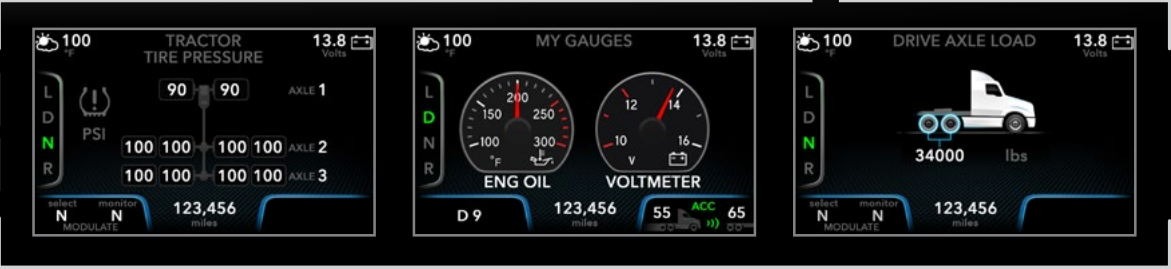 100 °F
TRACTOR
TIRE PRESSURE
13.8
Volts
L
D
N
R
PSI
90 90 AXLE 1
100 100 100 100 AXLE 2
100 100 100 100 AXLE 3
select
N
monitor
N
MODULATE
123,456
miles
100 °F
MY GAUGES
13.8
Volts
L
D
N
R
100 150 200 250 300
°F
ENG OIL
10 12 14 16
V
VOLTMETER
D 9
123,456
miles
55 ACC 65
100 °F
DRIVE AXLE LOAD
13.8
Volts
L
D
N
R
34000 lbs
select
N
monitor
N
MODULATE
123,456
miles